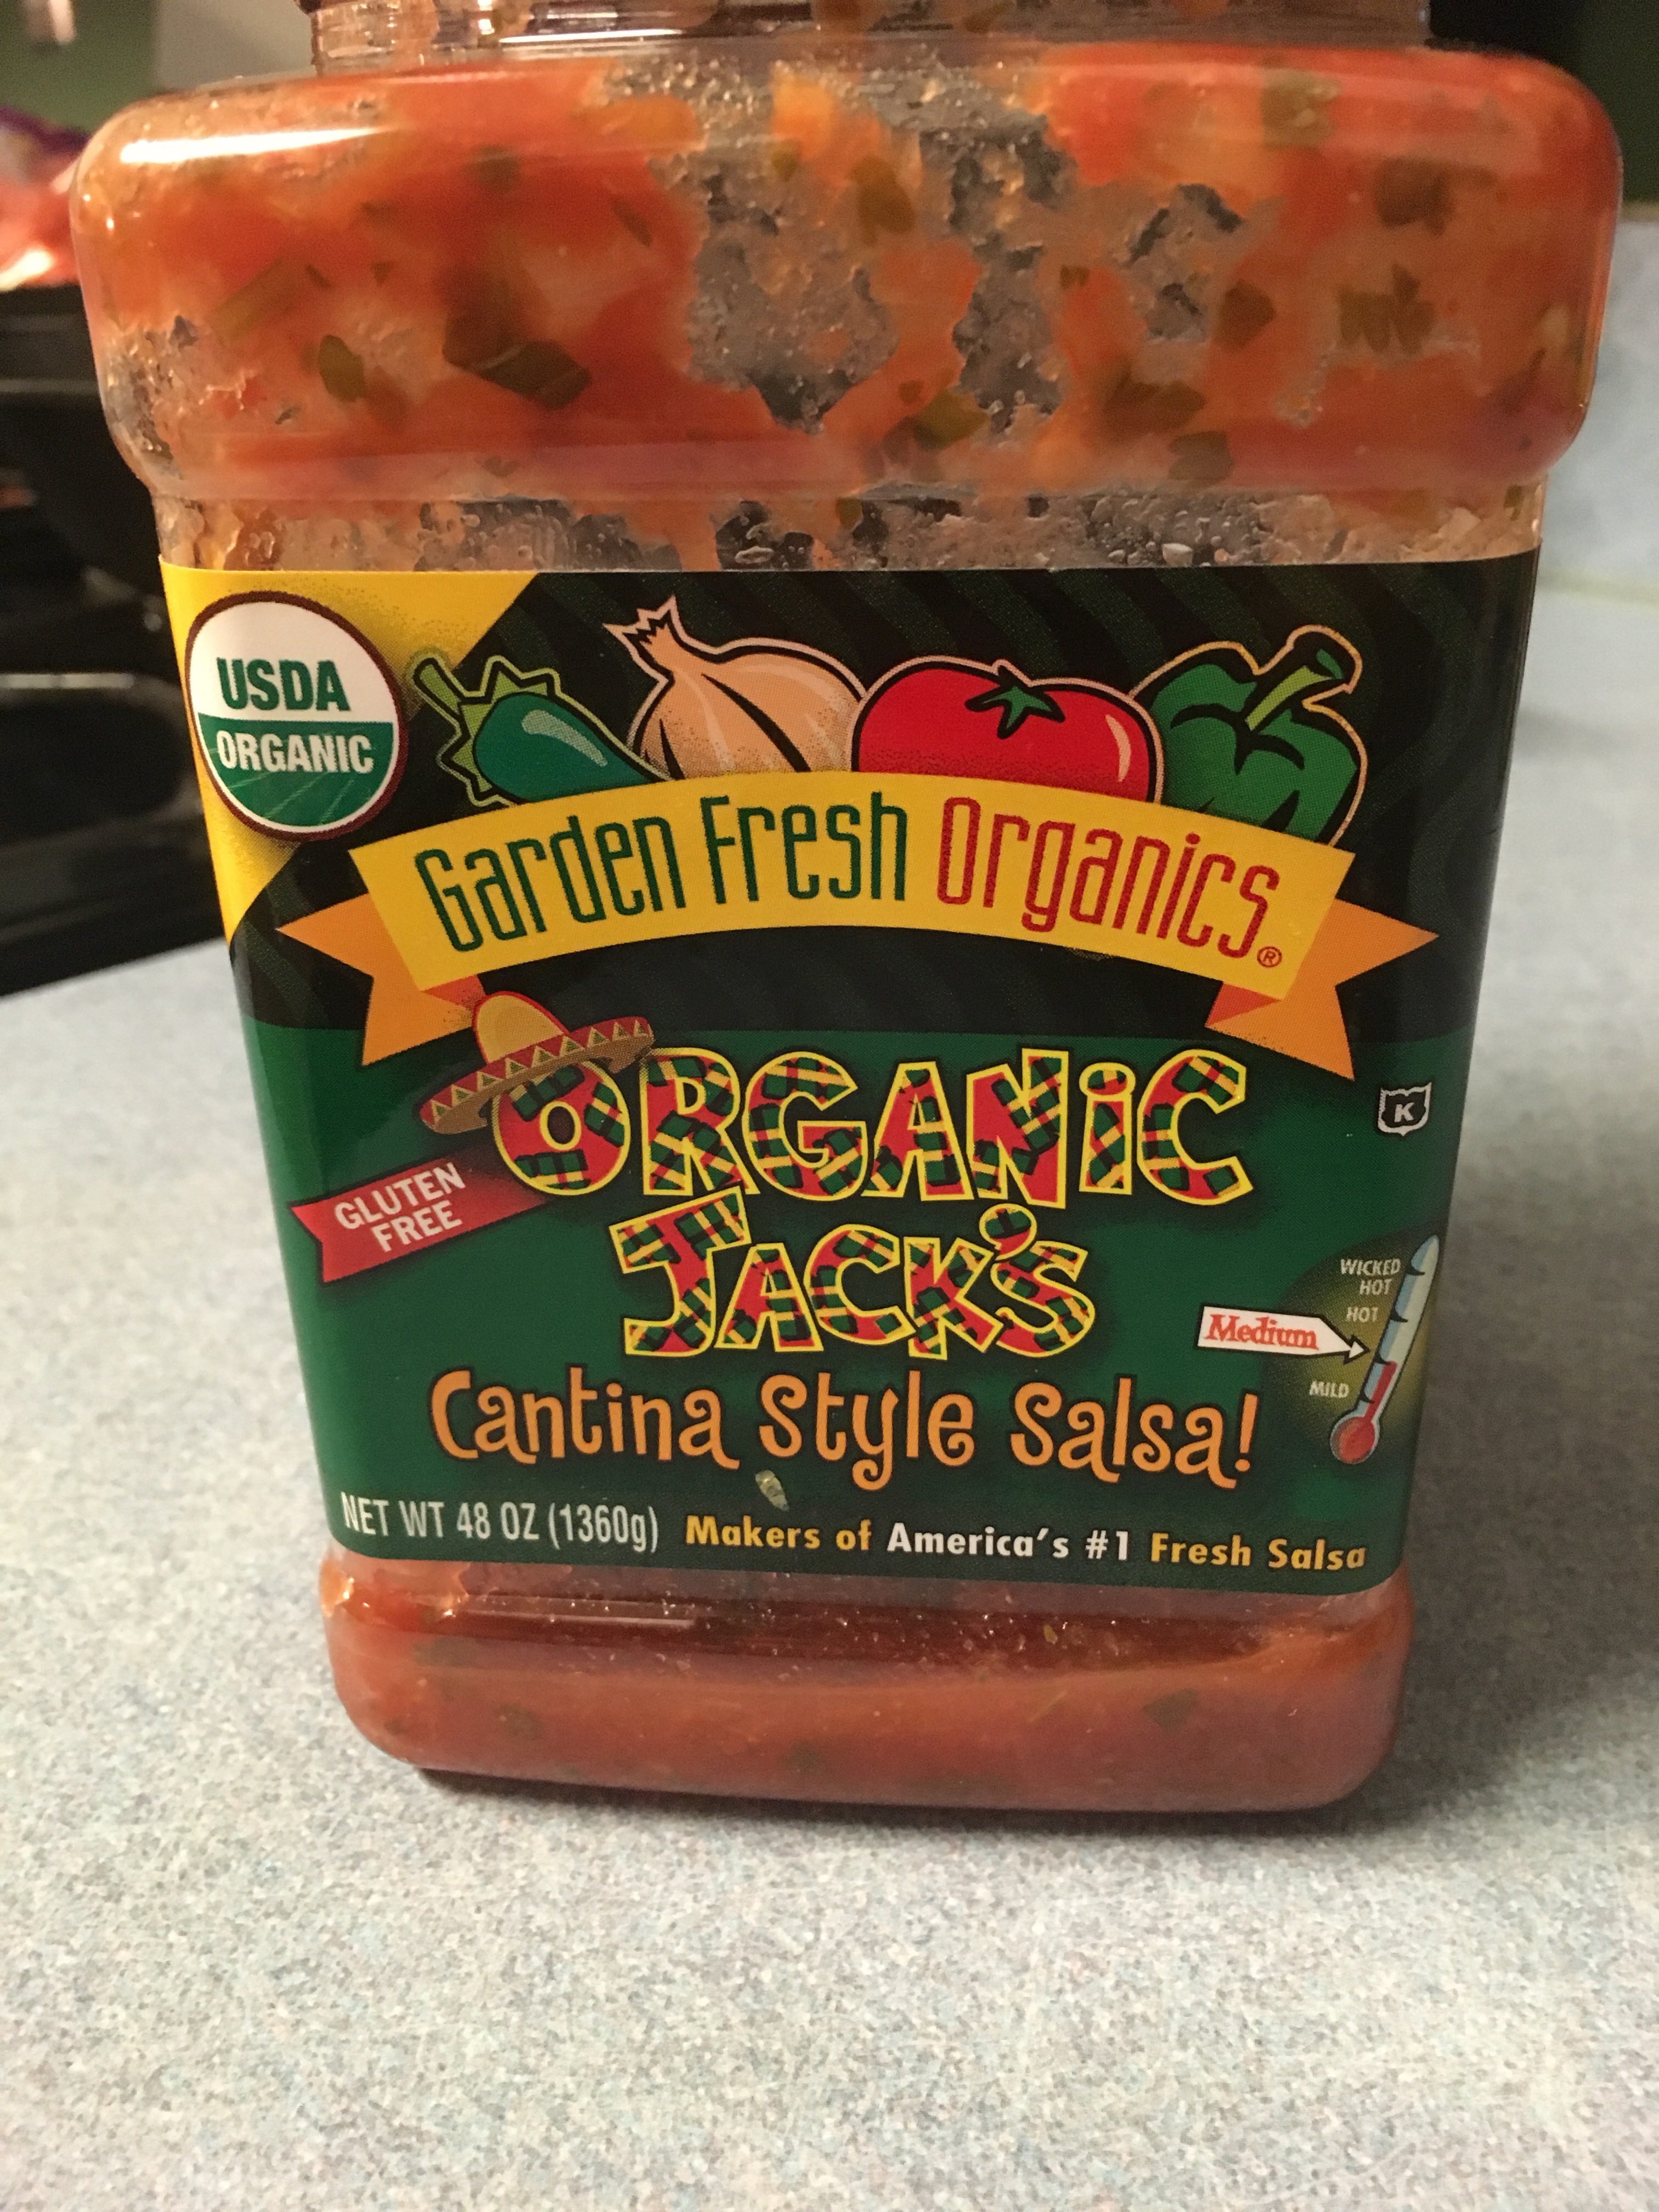 USDA
ORGANIC
Garden Fresh Organics®
ORGANiC
JACK'S
K
GLUTEN
FREE
WICKED
HOT
HOT
Medium
MILD
Cantina Style Salsa!
NET WT 48 OZ (1360g) Makers of America's #1 Fresh Salsa